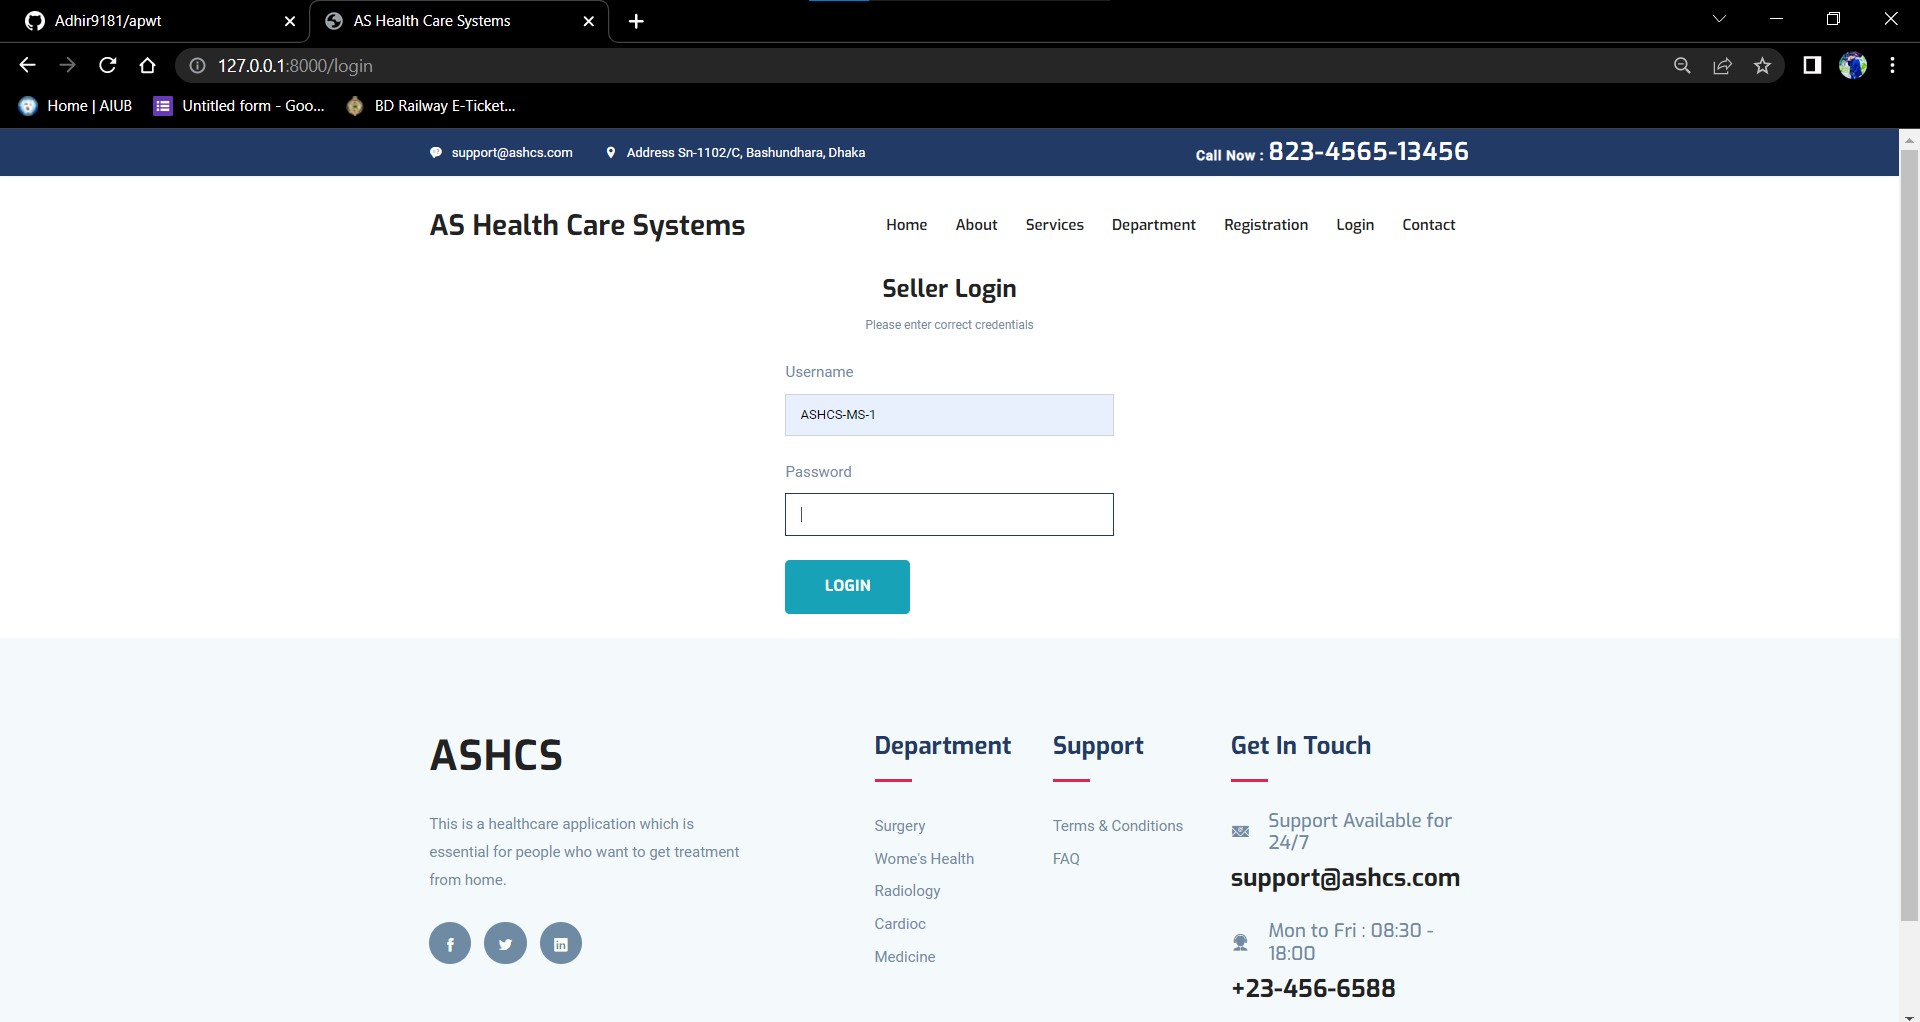 Adhir9181/apwt
AS Health Care Systems
127.0.0.1:8000/login
Home | AIUB
Untitled form - Goo...
BD Railway E-Ticket...
support@ashcs.com
Address Sn-1102/C, Bashundhara, Dhaka
Call Now : 823-4565-13456
AS Health Care Systems
Home
About
Services
Department
Registration
Login
Contact
Seller Login
Please enter correct credentials
Username
ASHCS-MS-1
Password
LOGIN
ASHCS
This is a healthcare application which is
essential for people who want to get treatment
from home.
Department
Surgery
Wome's Health
Radiology
Cardioc
Medicine
Support
Terms & Conditions
FAQ
Get In Touch
Support Available for
24/7
support@ashcs.com
Mon to Fri : 08:30 -
18:00
+23-456-6588